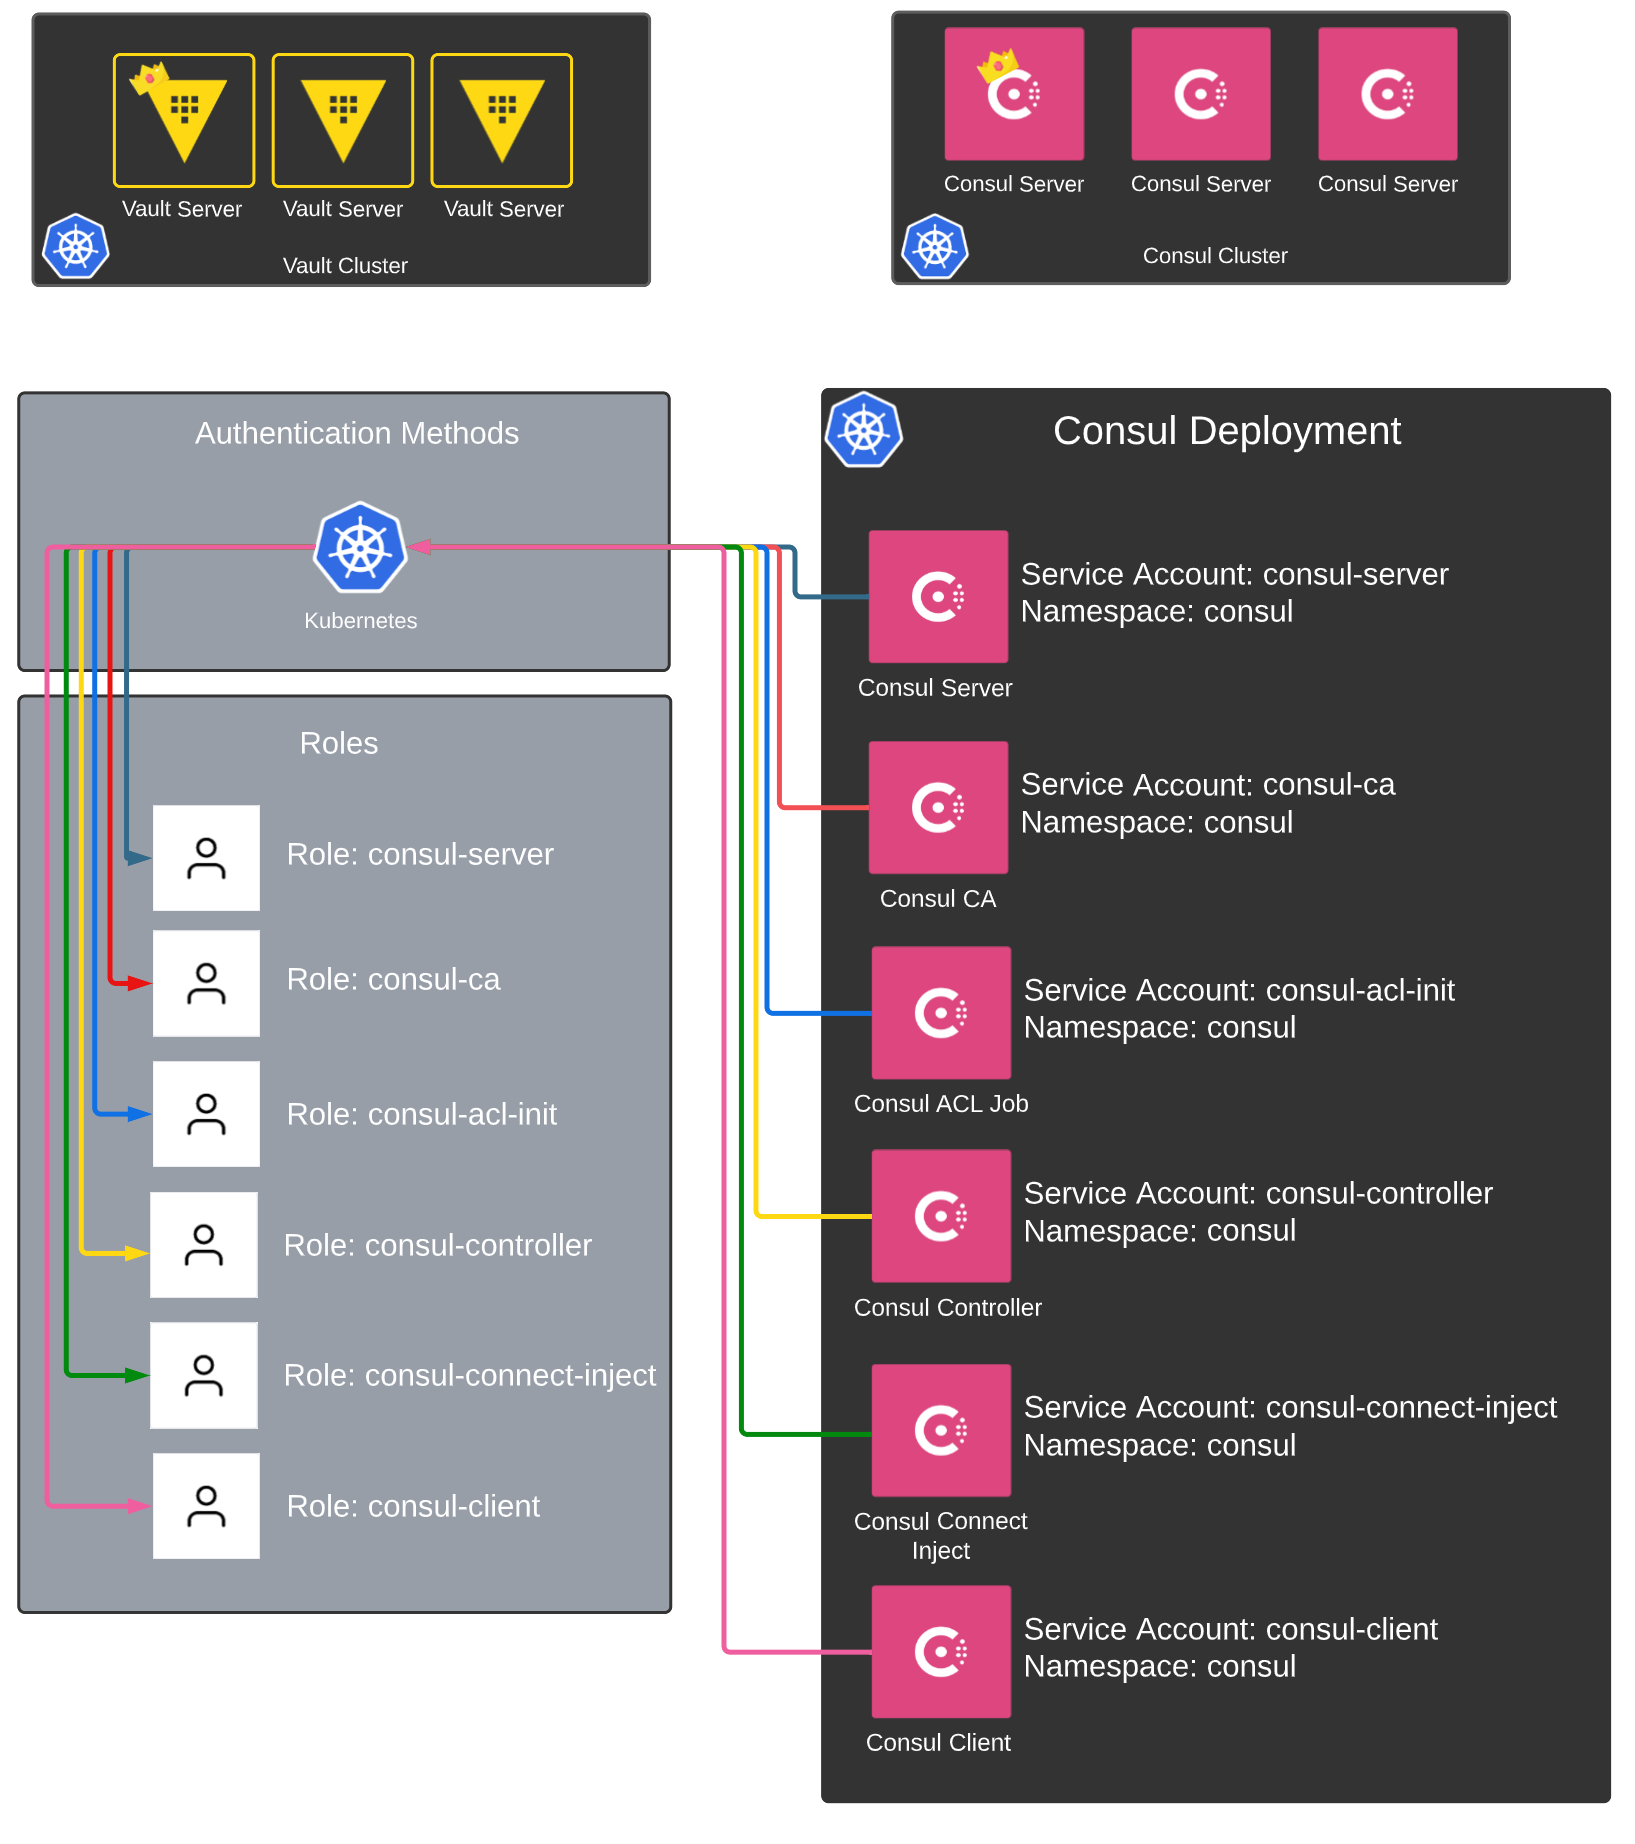 Vault Server
Vault Server
Vault Server
Vault Cluster
Consul Server
Consul Server
Consul Server
Consul Cluster
Authentication Methods
Kubernetes
Roles
Role: consul-server
Role: consul-ca
Role: consul-acl-init
Role: consul-controller
Role: consul-connect-inject
Role: consul-client
Consul Deployment
Service Account: consul-server
Namespace: consul
Consul Server
Service Account: consul-ca
Namespace: consul
Consul CA
Service Account: consul-acl-init
Namespace: consul
Consul ACL Job
Service Account: consul-controller
Namespace: consul
Consul Controller
Service Account: consul-connect-inject
Namespace: consul
Consul Connect
Inject
Service Account: consul-client
Namespace: consul
Consul Client